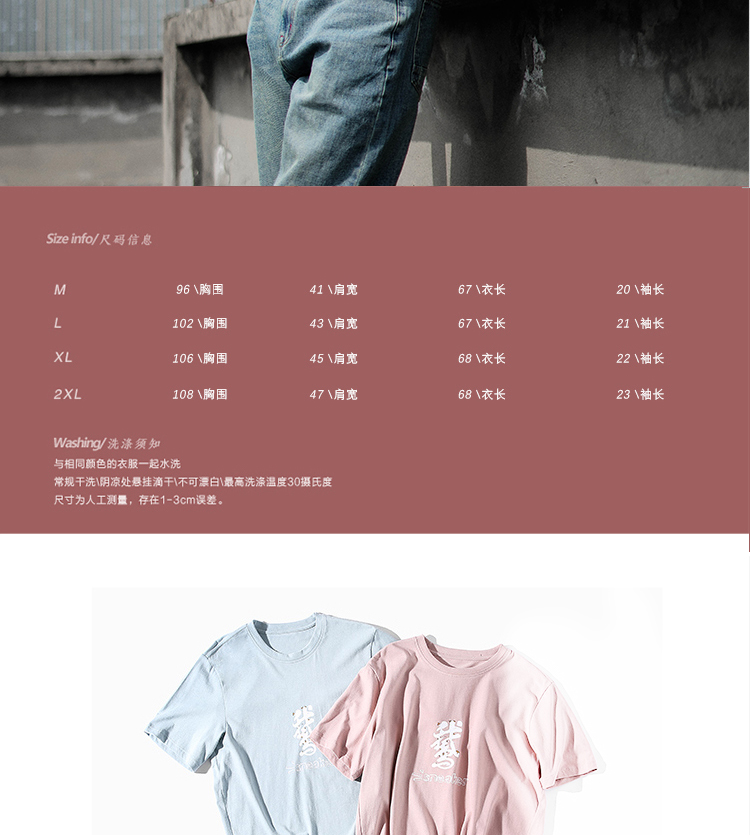 Size info/尺码信息
M 96 \胸围 41 \肩宽 67 \衣长 20 \袖长
L 102 \胸围 43 \肩宽 67 \衣长 21 \袖长
XL 106 \胸围 45 \肩宽 68 \衣长 22 \袖长
2XL 108 \胸围 47 \肩宽 68 \衣长 23 \袖长
Washing/洗涤须知
与相同颜色的衣服一起水洗
常规干洗\阴凉处悬挂滴干\不可漂白\最高洗涤温度30摄氏度
尺寸为人工测量，存在1-3cm误差。